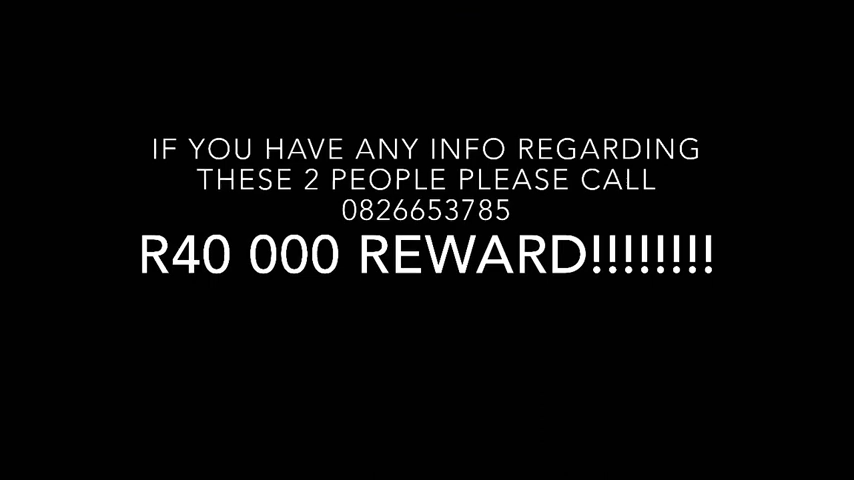 IF YOU HAVE ANY INFO REGARDING
THESE 2 PEOPLE PLEASE CALL
0826653785
R40 000 REWARD!!!!!!!!